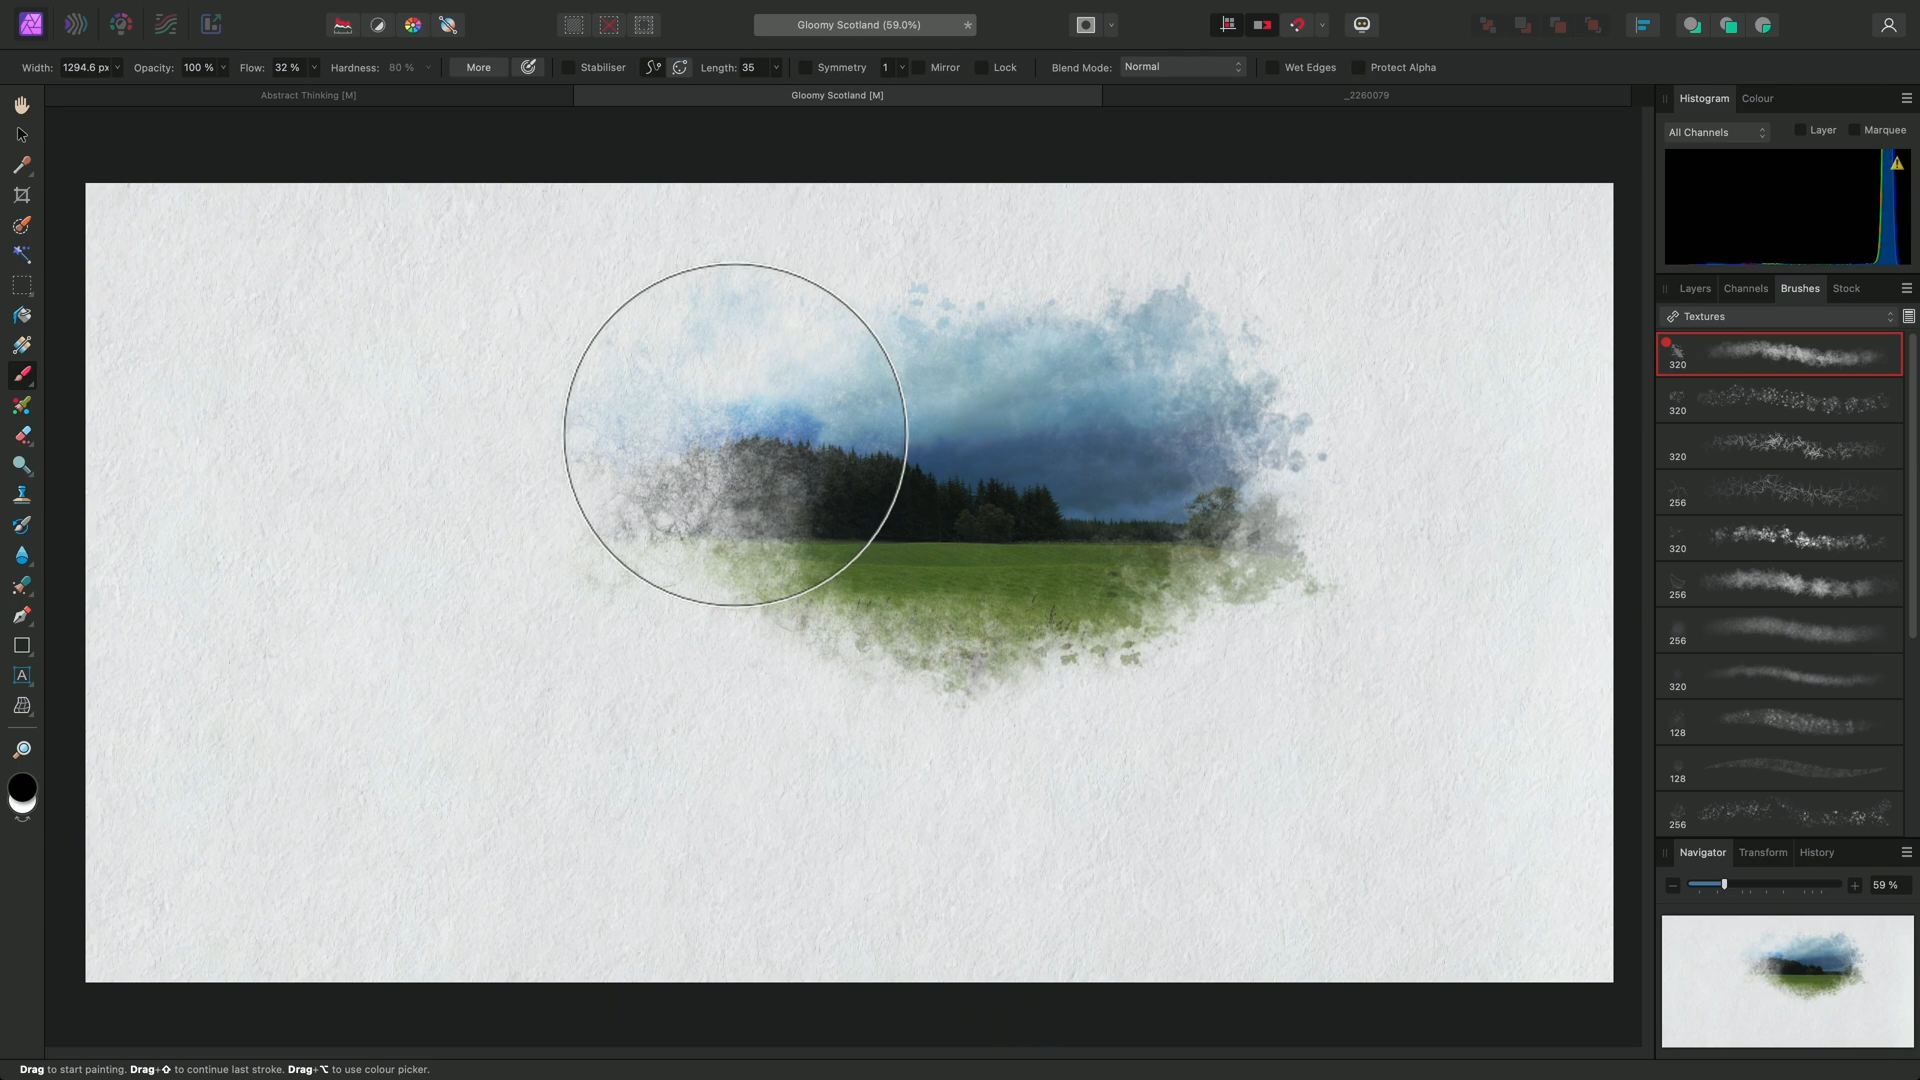 Gloomy Scotland (59.0%) *
Width: 1294.6 px Opacity: 100 % Flow: 32 % Hardness: 80 % More Stabiliser Length: 35 Symmetry 1 Mirror Lock Blend Mode: Normal Wet Edges Protect Alpha
Abstract Thinking [M] Gloomy Scotland [M] _2260079
Histogram Colour
All Channels Layer Marquee
Layers Channels Brushes Stock
Textures
320
320
320
256
320
256
256
320
128
128
256
Navigator Transform History
59 %
A
Drag to start painting. Drag+⇧ to continue last stroke. Drag+⌥ to use colour picker.